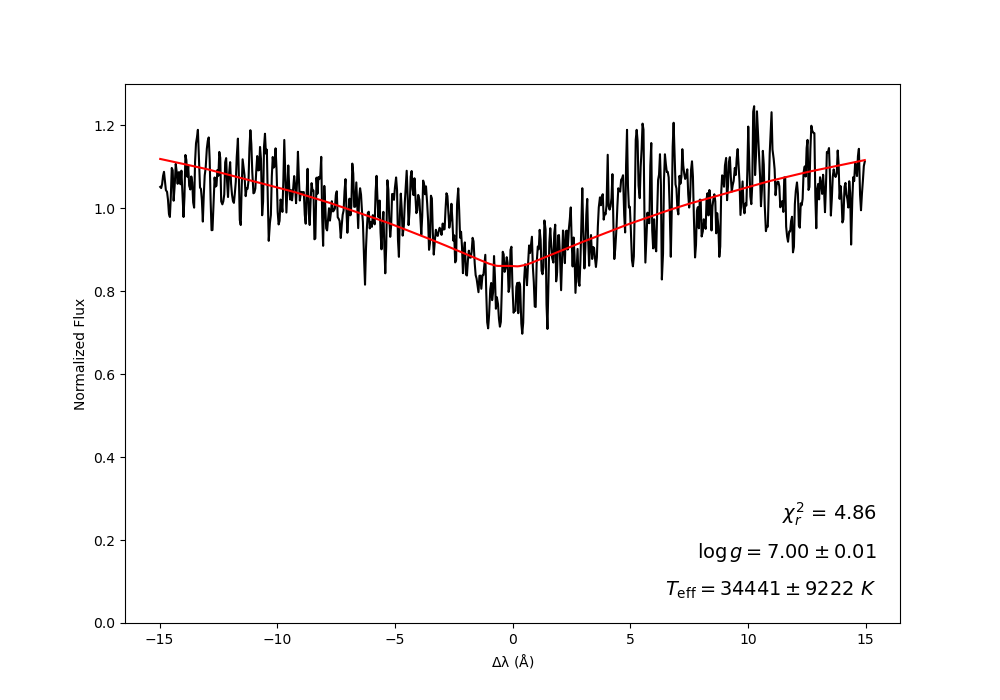 1.2
1.0
0.8
0.6
0.4
0.2
0.0
Normalized Flux
χ²ᵣ = 4.86
log g = 7.00 ± 0.01
T_eff = 34441 ± 9222 K
−15 −10 −5 0 5 10 15
Δλ (Å)